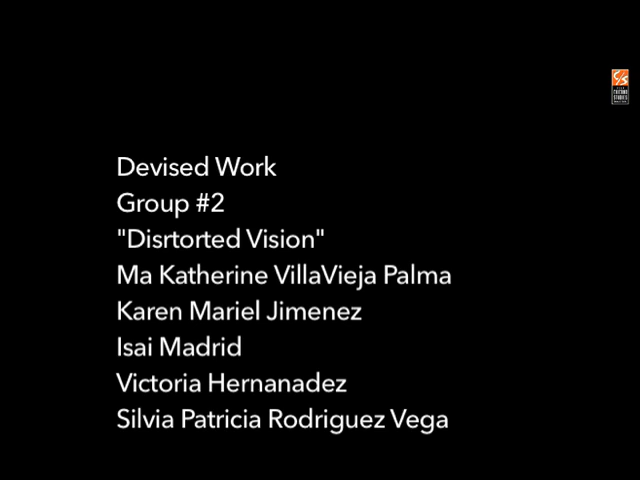 Devised Work
Group #2
"Disrtorted Vision"
Ma Katherine VillaVieja Palma
Karen Mariel Jimenez
Isai Madrid
Victoria Hernanadez
Silvia Patricia Rodriguez Vega